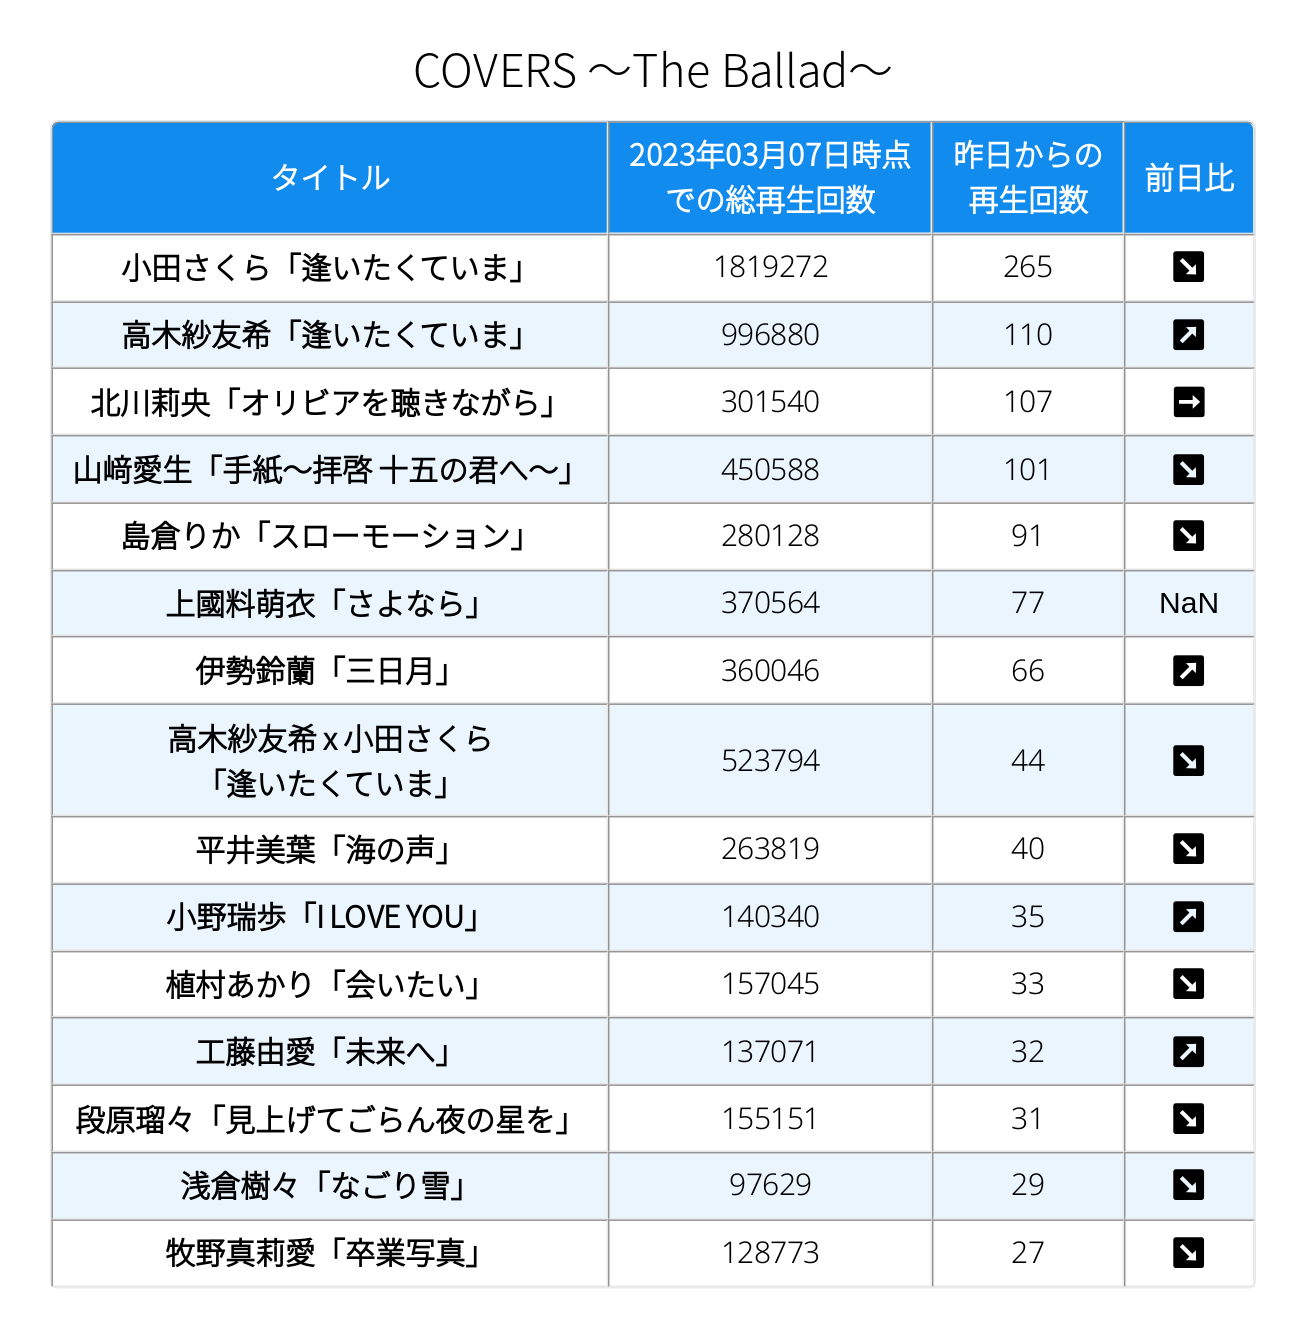 COVERS ～The Ballad～
タイトル
2023年03月07日時点
での総再生回数
昨日からの
再生回数
前日比
小田さくら「逢いたくていま」 1819272 265 ↘
高木紗友希「逢いたくていま」 996880 110 ↗
北川莉央「オリビアを聴きながら」 301540 107 →
山﨑愛生「手紙～拝啓 十五の君へ～」 450588 101 ↘
島倉りか「スローモーション」 280128 91 ↘
上國料萌衣「さよなら」 370564 77 NaN
伊勢鈴蘭「三日月」 360046 66 ↗
高木紗友希 x 小田さくら
「逢いたくていま」 523794 44 ↘
平井美葉「海の声」 263819 40 ↘
小野瑞歩「I LOVE YOU」 140340 35 ↗
植村あかり「会いたい」 157045 33 ↘
工藤由愛「未来へ」 137071 32 ↗
段原瑠々「見上げてごらん夜の星を」 155151 31 ↘
浅倉樹々「なごり雪」 97629 29 ↘
牧野真莉愛「卒業写真」 128773 27 ↘